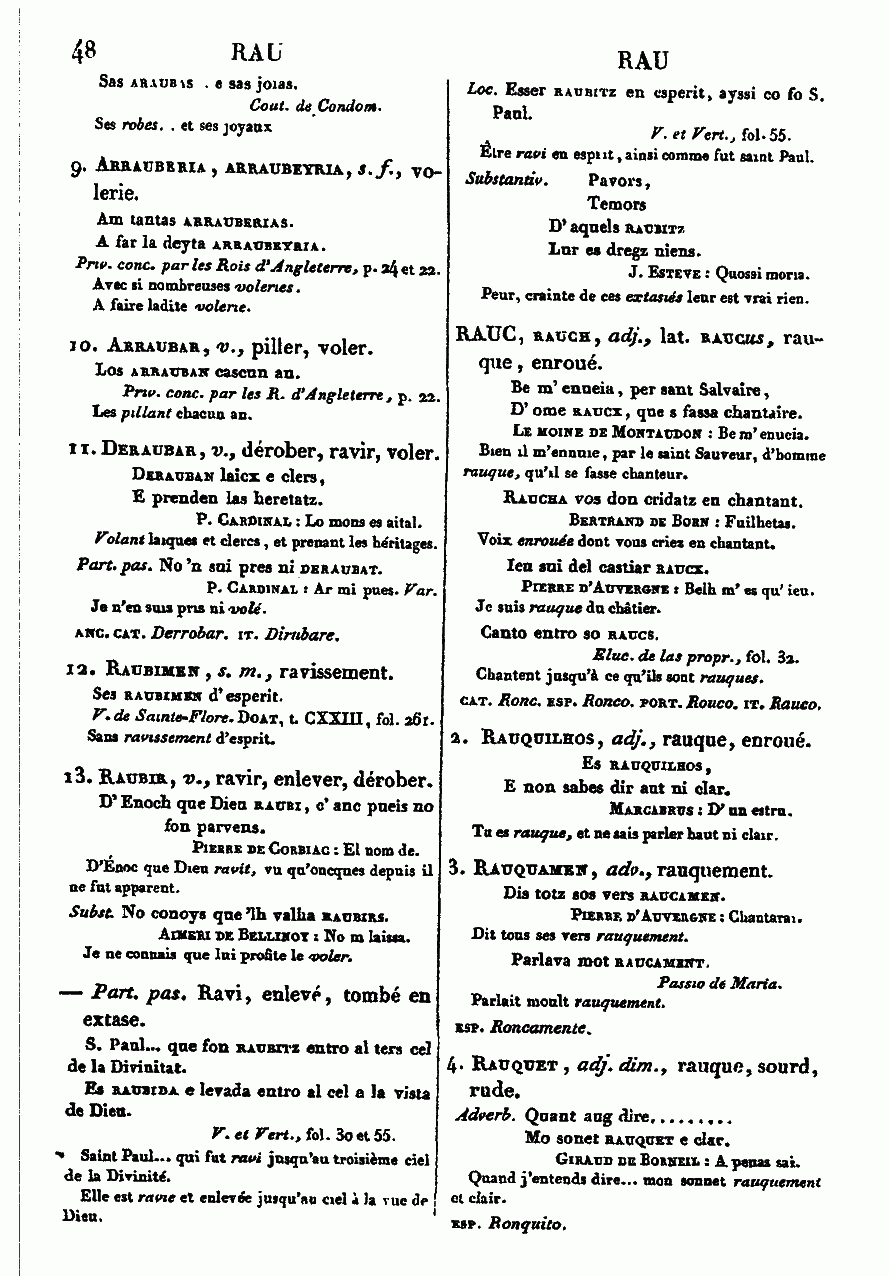 48 RAU
Sas ARAUBAS . e sas joias.
Cout. de Condom.
Ses robes. . et ses joyaux
9. ARRAUBERIA, ARRAUBEYRIA, s. f., vo-
lerie.
Am tantas ARRAUBERIAS.
A far la deyta ARRAUBEYRIA.
Priv. conc. par les Rois d'Angleterre, p. 24 et 22.
Avec si nombreuses voleries.
A faire ladite volerie.
10. ARRAUBAR, v., piller, voler.
Los ARRAUBAN cascun an.
Priv. conc. par les R. d'Angleterre, p. 22.
Les pillant chacun an.
11. DERAUBAR, v., dérober, ravir, voler.
DERAUBAN laicx e clers,
E prenden las heretatz.
P. CARDINAL : Lo mons es aital.
Volant laiques et clercs, et prenant les héritages.
Part. pas. No 'n sui pres ni DERAUBAT.
P. CARDINAL : Ar mi pues. Var.
Je n'en suis pris ni volé.
ANC. CAT. Derrobar. IT. Dirubare.
12. RAUBIMEN, s. m., ravissement.
Ses RAUBIMEN d'esperit.
V. de Sainte-Flore. DOAT, t. CXXIII, fol. 261.
Sans ravissement d'esprit.
13. RAUBIR, v., ravir, enlever, dérober.
D'Enoch que Dieu RAUBI, c' anc pueis no
fon parvens.
PIERRE DE CORBIAC : El nom de.
D'Énoc que Dieu ravit, vu qu'oncques depuis il
ne fut apparent.
Subst. No conoys que 'lh valha RAUBIRS.
AIMERI DE BELLINOY : No m laissa.
Je ne connais que lui profite le voler.
— Part. pas. Ravi, enlevé, tombé en
extase.
S. Paul... que fon RAUBITZ entro al ters cel
de la Divinitat.
Es RAUBIDA e levada entro al cel a la vista
de Dieu.
V. et Vert., fol. 30 et 55.
Saint Paul... qui fut ravi jusqu'au troisième ciel
de la Divinité.
Elle est ravie et enlevée jusqu'au ciel à la vue de
Dieu.
RAU
Loc. Esser RAUBITZ en esperit, ayssi co fo S.
Paul.
V. et Vert., fol. 55.
Être ravi en esprit, ainsi comme fut saint Paul.
Substantiv. Pavors,
Temors
D'aquels RAUBITZ
Lur es dregz niens.
J. ESTEVE : Quossi moria.
Peur, crainte de ces extasiés leur est vrai rien.
RAUC, RAUCH, adj., lat. RAUCUS, rau-
que, enroué.
Be m' enueia, per sant Salvaire,
D' ome RAUCX, que s fassa chantaire.
LE MOINE DE MONTAUDON : Be m' enueia.
Bien il m'ennuie, par le saint Sauveur, d'homme
rauque, qu'il se fasse chanteur.
RAUCHA vos don cridatz en chantant.
BERTRAND DE BORN : Fuilhetas.
Voix enrouée dont vous criez en chantant.
Ieu sui del castiar RAUCX.
PIERRE D'AUVERGNE : Belh m' es qu' ieu.
Je suis rauque du châtier.
Canto entro so RAUCS.
Eluc. de las propr., fol. 32.
Chantent jusqu'à ce qu'ils sont rauques.
CAT. Ronc. ESP. Ronco. PORT. Rouco. IT. Rauco.
2. RAUQUILHOS, adj., rauque, enroué.
Es RAUQUILHOS,
E non sabes dir aut ni clar.
MARCABRUS : D' un estru.
Tu es rauque, et ne sais parler haut ni clair.
3. RAUQUAMEN, adv., rauquement.
Dis totz sos vers RAUCAMEN.
PIERRE D'AUVERGNE : Chantarai.
Dit tous ses vers rauquement.
Parlava mot RAUCAMENT.
Passio de Maria.
Parlait moult rauquement.
ESP. Roncamente.
4. RAUQUET, adj. dim., rauque, sourd,
rude.
Adverb. Quant aug dire.........
Mo sonet RAUQUET e clar.
GIRAUD DE BORNEIL : A penas sai.
Quand j'entends dire... mon sonnet rauquement
et clair.
ESP. Ronquito.